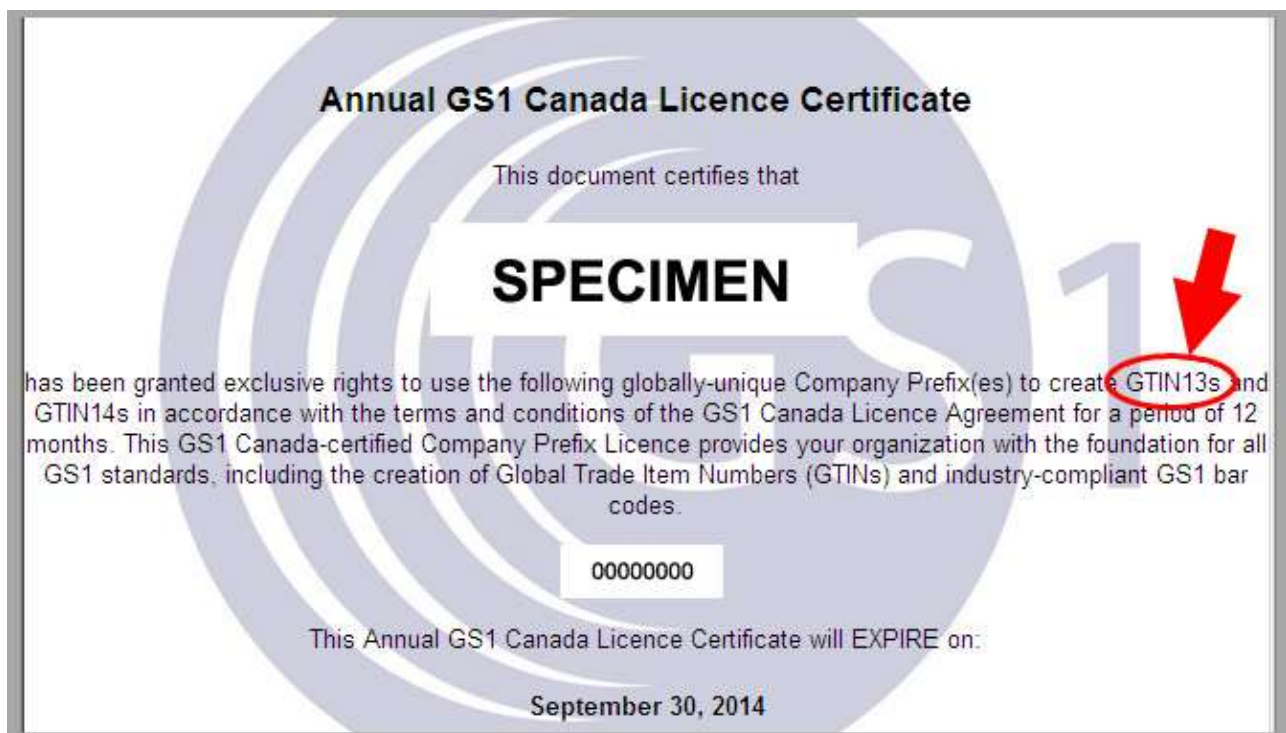 Annual GS1 Canada Licence Certificate
This document certifies that
SPECIMEN
GS1
has been granted exclusive rights to use the following globally-unique Company Prefix(es) to create GTIN13s and
GTIN14s in accordance with the terms and conditions of the GS1 Canada Licence Agreement for a period of 12
months. This GS1 Canada-certified Company Prefix Licence provides your organization with the foundation for all
GS1 standards, including the creation of Global Trade Item Numbers (GTINs) and industry-compliant GS1 bar
codes.
00000000
This Annual GS1 Canada Licence Certificate will EXPIRE on:
September 30, 2014